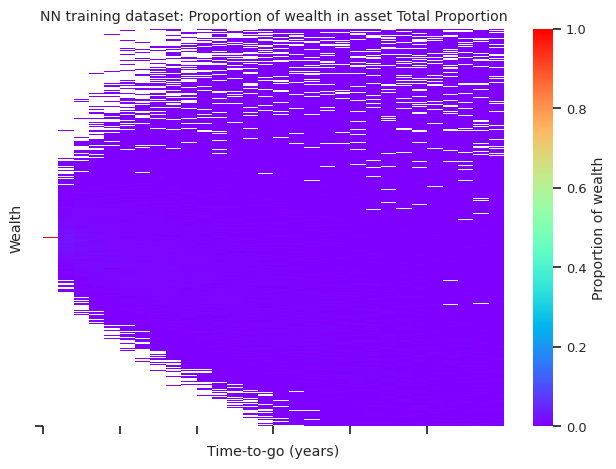 NN training dataset: Proportion of wealth in asset Total Proportion
Wealth
Time-to-go (years)
1.0
0.8
0.6
0.4
0.2
0.0
Proportion of wealth